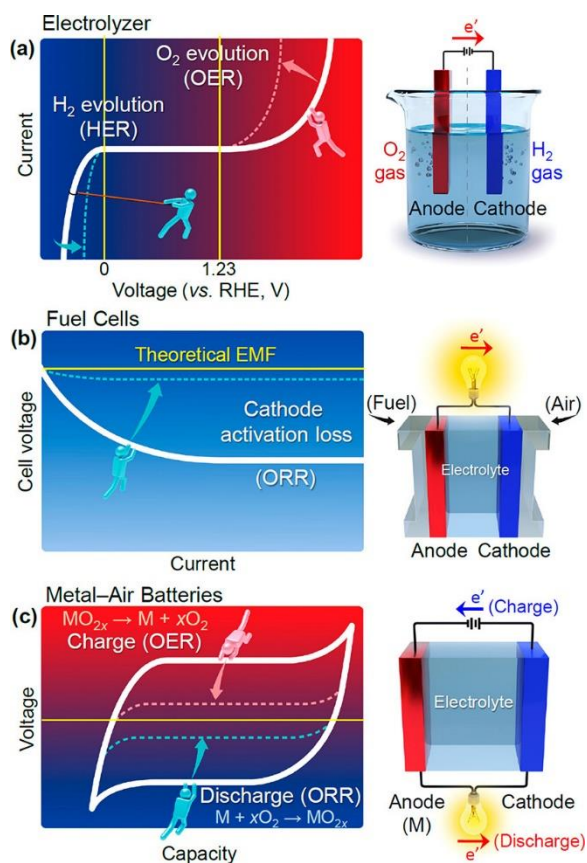 Electrolyzer
(a)
O₂ evolution
(OER)
H₂ evolution
(HER)
Current
0
1.23
Voltage (vs. RHE, V)
e'
O₂
gas
H₂
gas
Anode
Cathode
Fuel Cells
(b)
Theoretical EMF
Cathode
activation loss
(ORR)
Cell voltage
Current
e'
(Fuel)
(Air)
Electrolyte
Anode
Cathode
Metal–Air Batteries
(c)
MO₂ₓ → M + xO₂
Charge (OER)
Discharge (ORR)
M + xO₂ → MO₂ₓ
Voltage
Capacity
e'
(Charge)
Electrolyte
Anode
(M)
Cathode
e'
(Discharge)